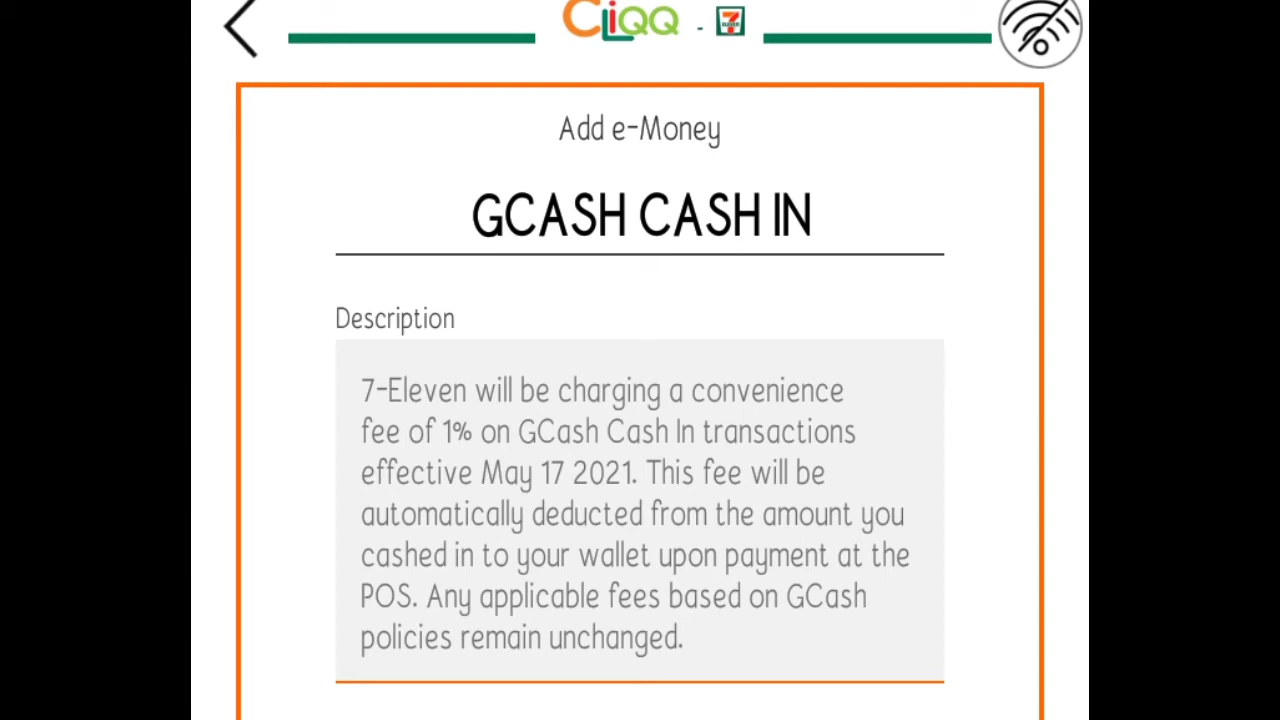 CLiQQ - 7 ELEVEN
Add e-Money
GCASH CASH IN
Description
7-Eleven will be charging a convenience
fee of 1% on GCash Cash In transactions
effective May 17 2021. This fee will be
automatically deducted from the amount you
cashed in to your wallet upon payment at the
POS. Any applicable fees based on GCash
policies remain unchanged.